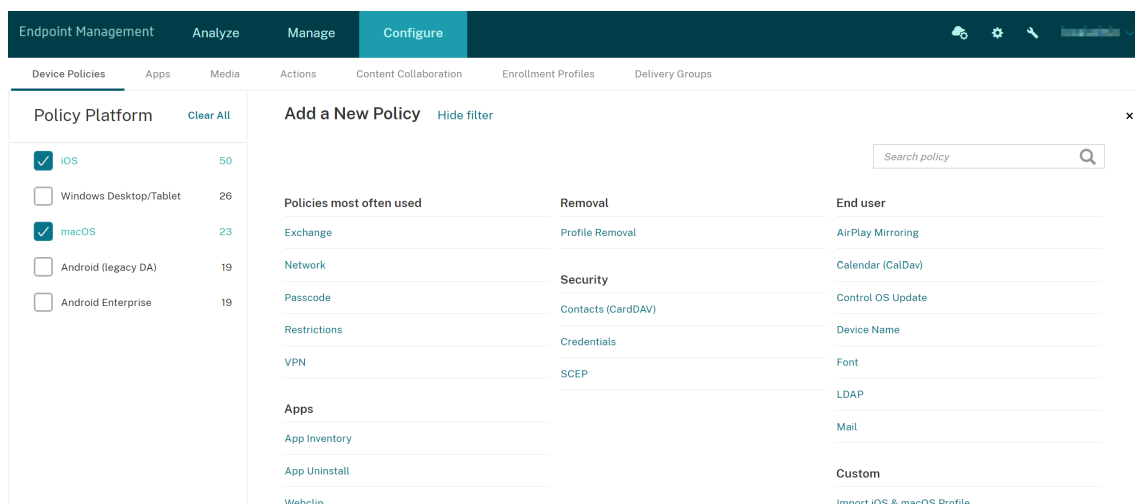 Endpoint Management Analyze Manage Configure
Device Policies Apps Media Actions Content Collaboration Enrollment Profiles Delivery Groups
Policy Platform Clear All
iOS 50
Windows Desktop/Tablet 26
macOS 23
Android (legacy DA) 19
Android Enterprise 19
Add a New Policy Hide filter
Search policy
Policies most often used
Exchange
Network
Passcode
Restrictions
VPN
Apps
App Inventory
App Uninstall
Webclip
Removal
Profile Removal
Security
Contacts (CardDAV)
Credentials
SCEP
End user
AirPlay Mirroring
Calendar (CalDav)
Control OS Update
Device Name
Font
LDAP
Mail
Custom
Import iOS & macOS Profile